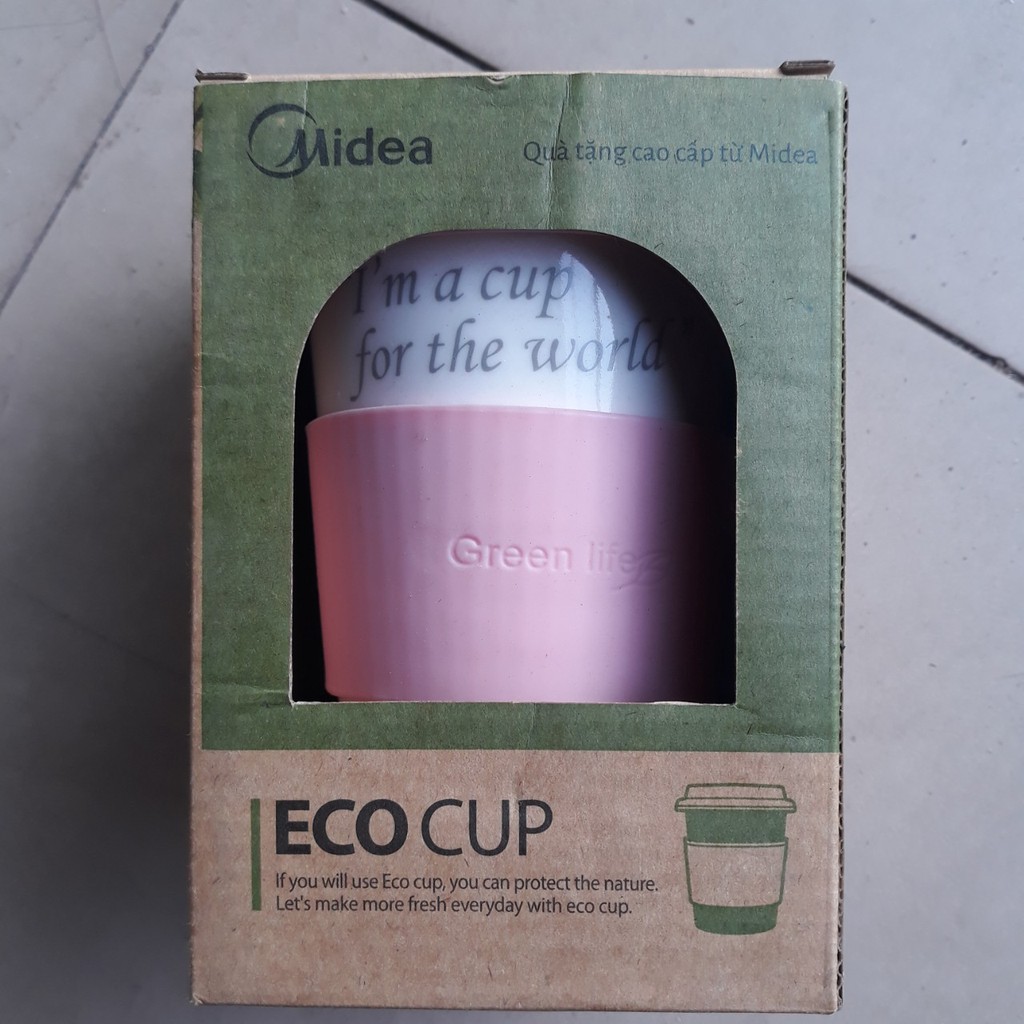 Midea
Quà tặng cao cấp từ Midea
I'm a cup
for the world"
Green life
ECO CUP
If you will use Eco cup, you can protect the nature.
Let's make more fresh everyday with eco cup.